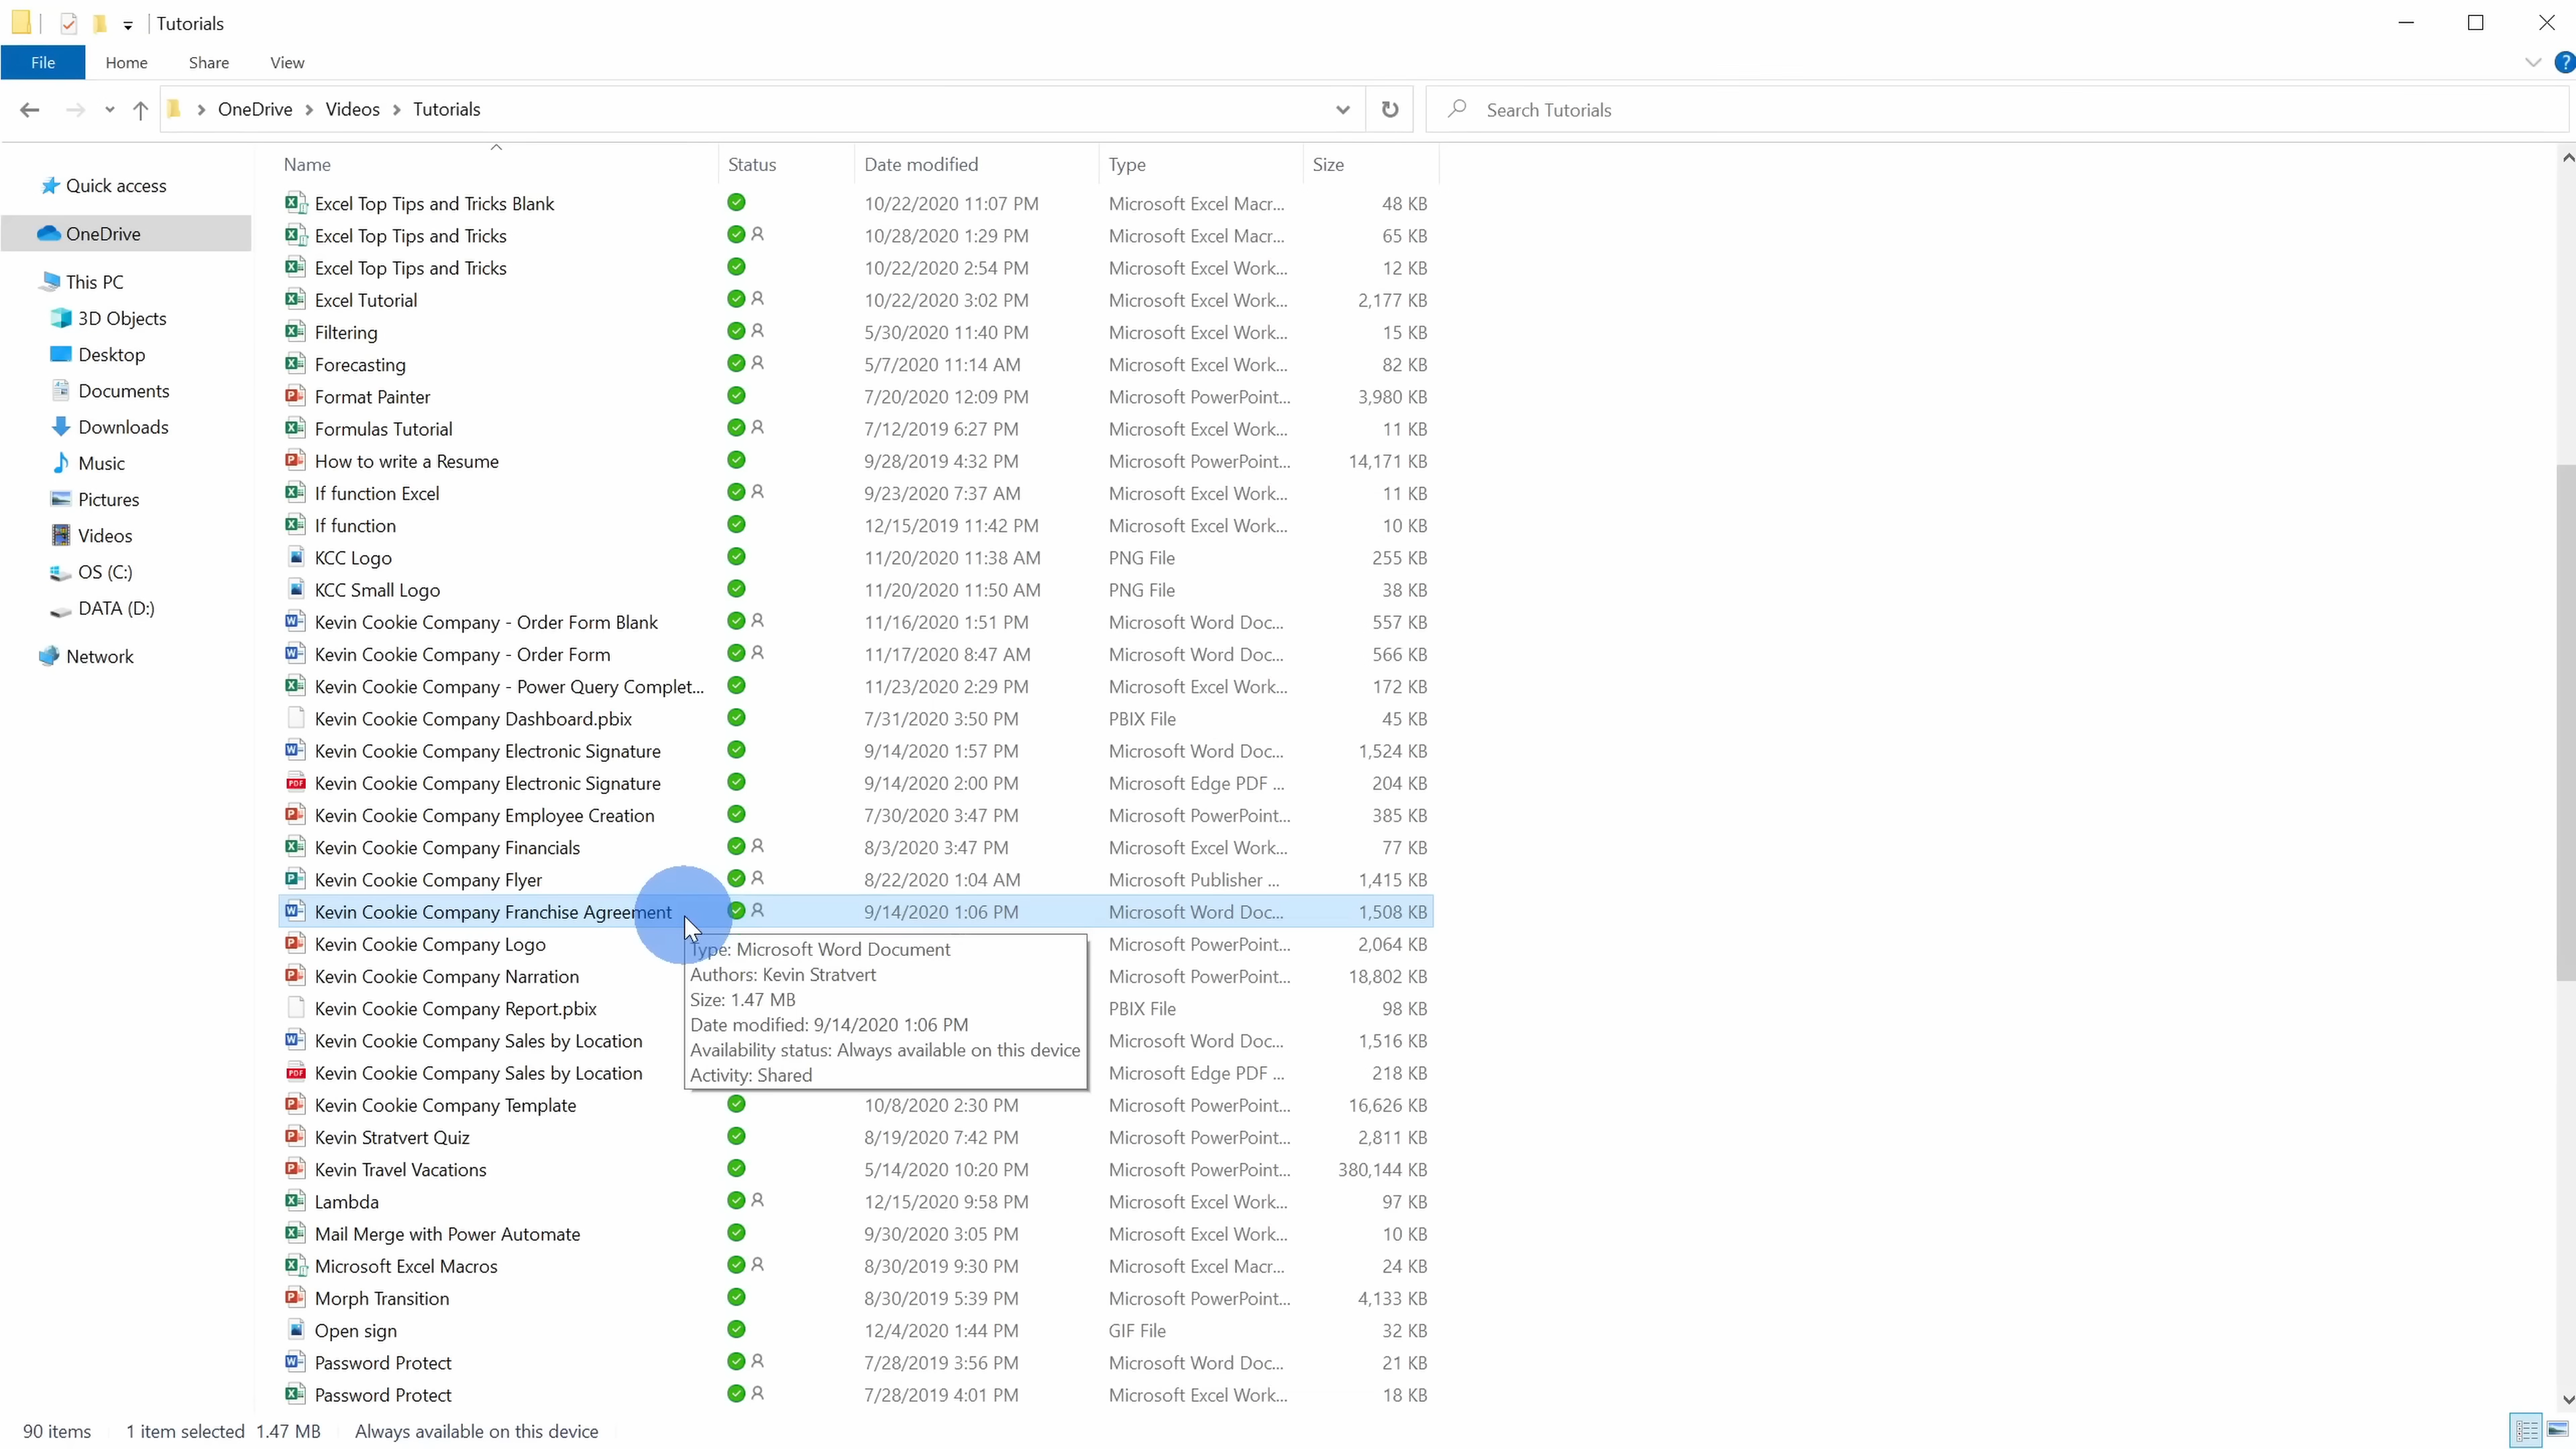 Tutorials
File Home Share View
OneDrive Videos Tutorials Search Tutorials
Quick access
OneDrive
This PC
3D Objects
Desktop
Documents
Downloads
Music
Pictures
Videos
OS (C:)
DATA (D:)
Network
Name Status Date modified Type Size
Excel Top Tips and Tricks Blank 10/22/2020 11:07 PM Microsoft Excel Macr... 48 KB
Excel Top Tips and Tricks 10/28/2020 1:29 PM Microsoft Excel Macr... 65 KB
Excel Top Tips and Tricks 10/22/2020 2:54 PM Microsoft Excel Work... 12 KB
Excel Tutorial 10/22/2020 3:02 PM Microsoft Excel Work... 2,177 KB
Filtering 5/30/2020 11:40 PM Microsoft Excel Work... 15 KB
Forecasting 5/7/2020 11:14 AM Microsoft Excel Work... 82 KB
Format Painter 7/20/2020 12:09 PM Microsoft PowerPoint... 3,980 KB
Formulas Tutorial 7/12/2019 6:27 PM Microsoft Excel Work... 11 KB
How to write a Resume 9/28/2019 4:32 PM Microsoft PowerPoint... 14,171 KB
If function Excel 9/23/2020 7:37 AM Microsoft Excel Work... 11 KB
If function 12/15/2019 11:42 PM Microsoft Excel Work... 10 KB
KCC Logo 11/20/2020 11:38 AM PNG File 255 KB
KCC Small Logo 11/20/2020 11:50 AM PNG File 38 KB
Kevin Cookie Company - Order Form Blank 11/16/2020 1:51 PM Microsoft Word Doc... 557 KB
Kevin Cookie Company - Order Form 11/17/2020 8:47 AM Microsoft Word Doc... 566 KB
Kevin Cookie Company - Power Query Complet... 11/23/2020 2:29 PM Microsoft Excel Work... 172 KB
Kevin Cookie Company Dashboard.pbix 7/31/2020 3:50 PM PBIX File 45 KB
Kevin Cookie Company Electronic Signature 9/14/2020 1:57 PM Microsoft Word Doc... 1,524 KB
Kevin Cookie Company Electronic Signature 9/14/2020 2:00 PM Microsoft Edge PDF ... 204 KB
Kevin Cookie Company Employee Creation 7/30/2020 3:47 PM Microsoft PowerPoint... 385 KB
Kevin Cookie Company Financials 8/3/2020 3:47 PM Microsoft Excel Work... 77 KB
Kevin Cookie Company Flyer 8/22/2020 1:04 AM Microsoft Publisher ... 1,415 KB
Kevin Cookie Company Franchise Agreement 9/14/2020 1:06 PM Microsoft Word Doc... 1,508 KB
Kevin Cookie Company Logo Microsoft PowerPoint... 2,064 KB
Kevin Cookie Company Narration Microsoft PowerPoint... 18,802 KB
Kevin Cookie Company Report.pbix PBIX File 98 KB
Kevin Cookie Company Sales by Location Microsoft Word Doc... 1,516 KB
Kevin Cookie Company Sales by Location Microsoft Edge PDF ... 218 KB
Type: Microsoft Word Document
Authors: Kevin Stratvert
Size: 1.47 MB
Date modified: 9/14/2020 1:06 PM
Availability status: Always available on this device
Activity: Shared
Kevin Cookie Company Template 10/8/2020 2:30 PM Microsoft PowerPoint... 16,626 KB
Kevin Stratvert Quiz 8/19/2020 7:42 PM Microsoft PowerPoint... 2,811 KB
Kevin Travel Vacations 5/14/2020 10:20 PM Microsoft PowerPoint... 380,144 KB
Lambda 12/15/2020 9:58 PM Microsoft Excel Work... 97 KB
Mail Merge with Power Automate 9/30/2020 3:05 PM Microsoft Excel Work... 10 KB
Microsoft Excel Macros 8/30/2019 9:30 PM Microsoft Excel Macr... 24 KB
Morph Transition 8/30/2019 5:39 PM Microsoft PowerPoint... 4,133 KB
Open sign 12/4/2020 1:44 PM GIF File 32 KB
Password Protect 7/28/2019 3:56 PM Microsoft Word Doc... 21 KB
Password Protect 7/28/2019 4:01 PM Microsoft Excel Work... 18 KB
90 items 1 item selected 1.47 MB Always available on this device